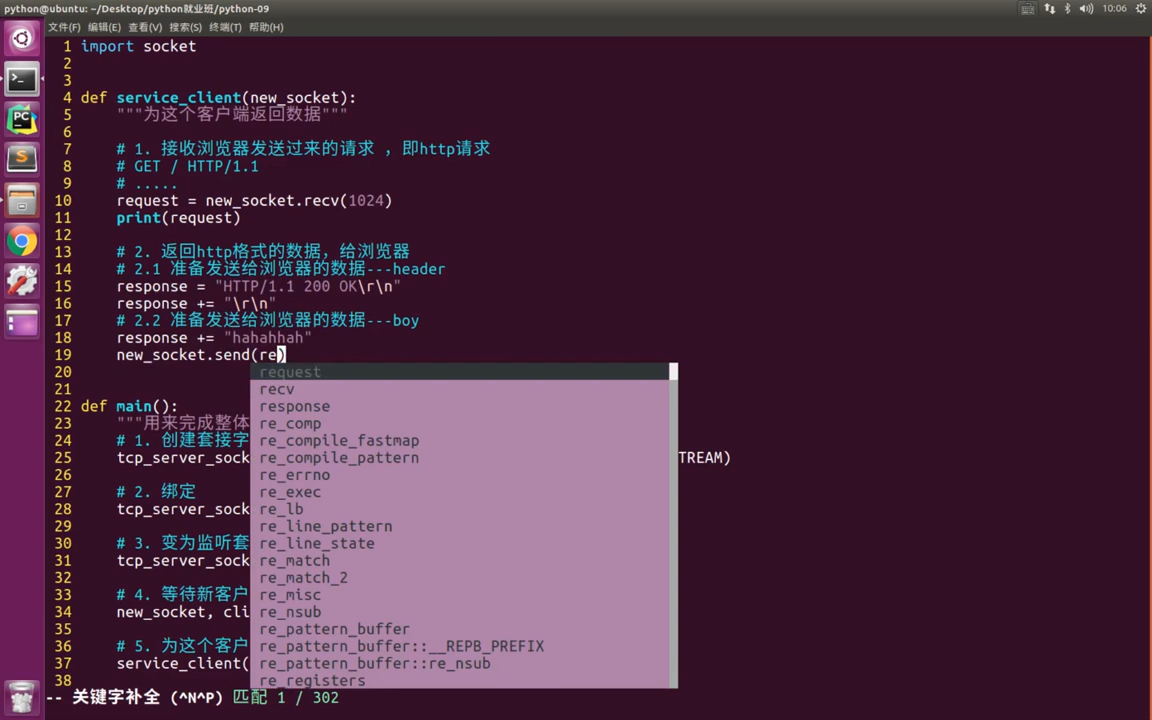 python@ubuntu: ~/Desktop/python就业班/python-09
10:06
文件(F) 编辑(E) 查看(V) 搜索(S) 终端(T) 帮助(H)
1 import socket
2
3
4 def service_client(new_socket):
5 """为这个客户端返回数据"""
6
7 # 1. 接收浏览器发送过来的请求 ，即http请求
8 # GET / HTTP/1.1
9 # .....
10 request = new_socket.recv(1024)
11 print(request)
12
13 # 2. 返回http格式的数据，给浏览器
14 # 2.1 准备发送给浏览器的数据---header
15 response = "HTTP/1.1 200 OK\r\n"
16 response += "\r\n"
17 # 2.2 准备发送给浏览器的数据---boy
18 response += "hahahhah"
19 new_socket.send(re)
20 request
21 recv
22 def main(): response
23 """用来完成整体 re_comp
24 # 1. 创建套接字 re_compile_fastmap
25 tcp_server_sock re_compile_pattern TREAM)
26 re_errno
27 # 2. 绑定 re_exec
28 tcp_server_sock re_lb
29 re_line_pattern
30 # 3. 变为监听套 re_line_state
31 tcp_server_sock re_match
32 re_match_2
33 # 4. 等待新客户 re_misc
34 new_socket, cli re_nsub
35 re_pattern_buffer
36 # 5. 为这个客户 re_pattern_buffer::__REPB_PREFIX
37 service_client( re_pattern_buffer::re_nsub
38 re_registers
-- 关键字补全 (^N^P) 匹配 1 / 302